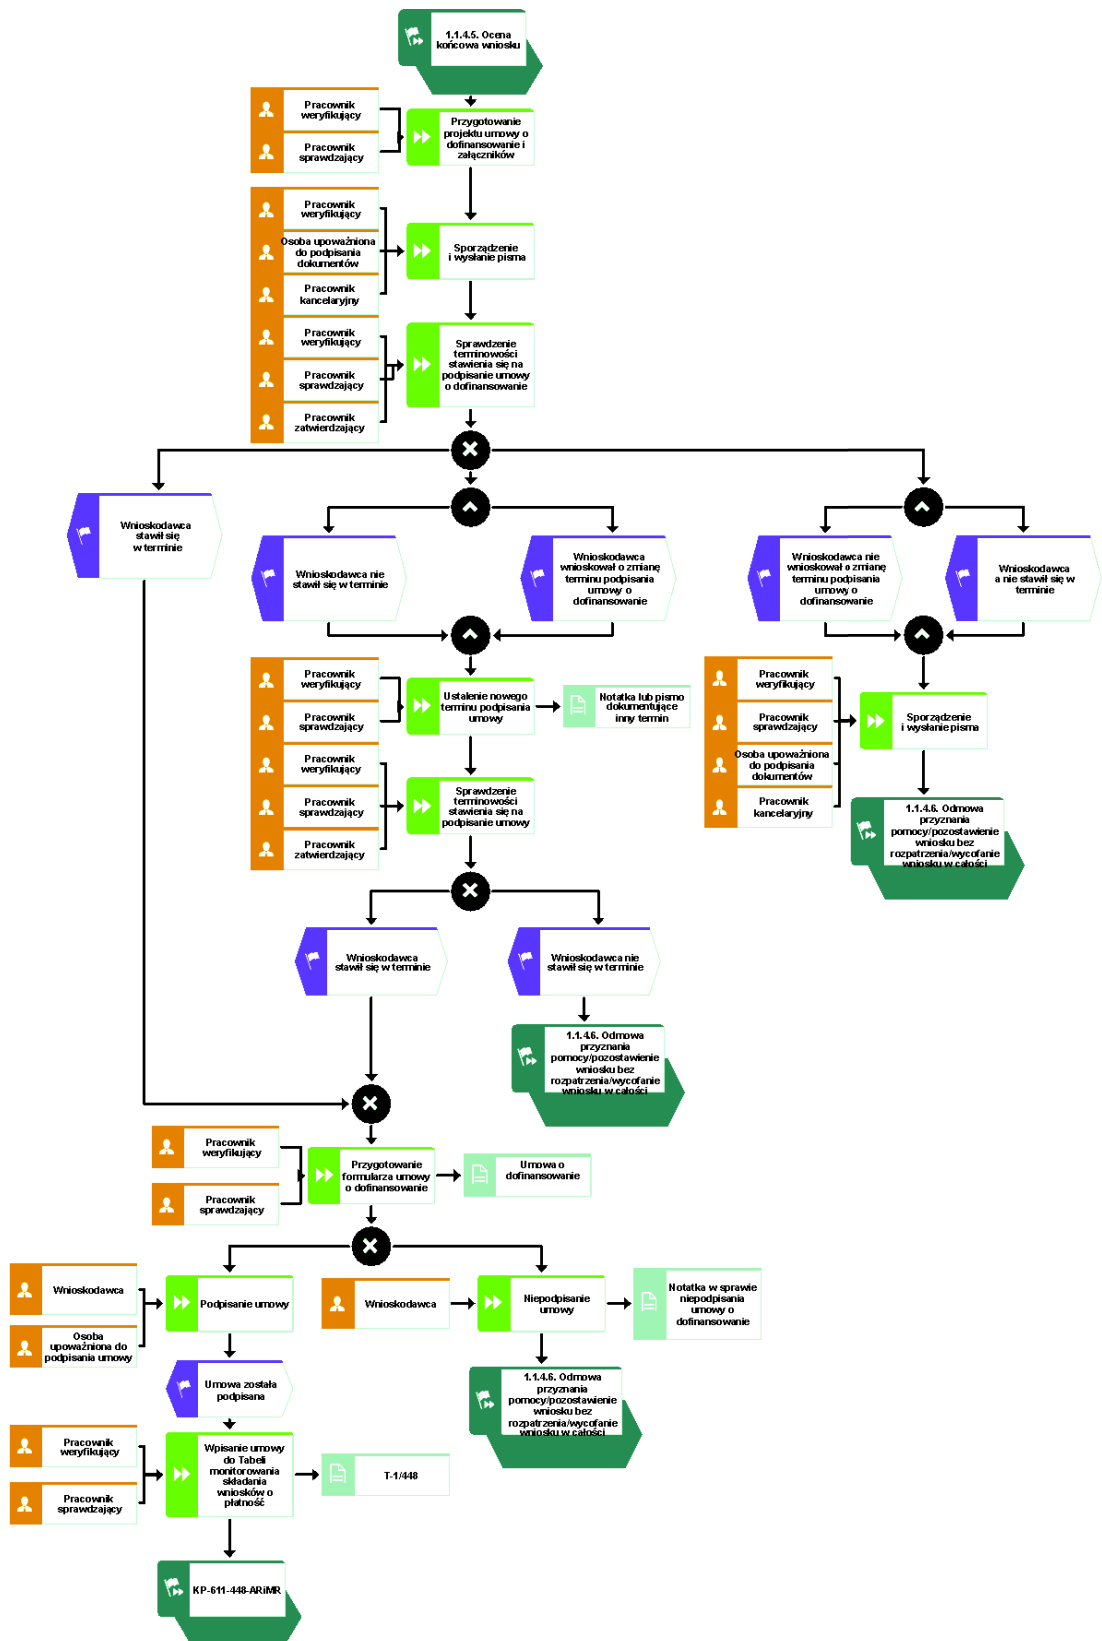 1.1.4.5. Ocena
końcowa wniosku
Pracownik
weryfikujący
Pracownik
sprawdzający
Przygotowanie
projektu umowy o
dofinansowanie i
załączników
Pracownik
weryfikujący
Osoba upoważniona
do podpisania
dokumentów
Pracownik
kancelaryjny
Sporządzenie
i wysłanie pisma
Pracownik
weryfikujący
Pracownik
sprawdzający
Pracownik
zatwierdzający
Sprawdzenie
terminowości
stawienia się na
podpisanie umowy
o dofinansowanie
Wnioskodawca
stawił się
w terminie
Wnioskodawca nie
stawił się w terminie
Wnioskodawca
wnioskował o zmianę
terminu podpisania
umowy o
dofinansowanie
Wnioskodawca nie
wnioskował o zmianę
terminu podpisania
umowy o
dofinansowanie
Wnioskodawca
a nie stawił się w
terminie
Pracownik
weryfikujący
Pracownik
sprawdzający
Ustalenie nowego
terminu podpisania
umowy
Notatka lub pismo
dokumentujące
inny termin
Pracownik
weryfikujący
Pracownik
sprawdzający
Osoba upoważniona
do podpisania
dokumentów
Pracownik
kancelaryjny
Sporządzenie
i wysłanie pisma
Pracownik
weryfikujący
Pracownik
sprawdzający
Pracownik
zatwierdzający
Sprawdzenie
terminowości
stawienia się na
podpisanie umowy
1.1.4.6. Odmowa
przyznania
pomocy/pozostawienie
wniosku bez
rozpatrzenia/wycofanie
wniosku w całości
Wnioskodawca
stawił się w terminie
Wnioskodawca nie
stawił się w terminie
1.1.4.6. Odmowa
przyznania
pomocy/pozostawienie
wniosku bez
rozpatrzenia/wycofanie
wniosku w całości
Pracownik
weryfikujący
Pracownik
sprawdzający
Przygotowanie
formularza umowy
o dofinansowanie
Umowa o
dofinansowanie
Wnioskodawca
Osoba
upoważniona do
podpisania umowy
Podpisanie umowy
Wnioskodawca
Niepodpisanie
umowy
Notatka w sprawie
niepodpisania
umowy o
dofinansowanie
Umowa została
podpisana
1.1.4.6. Odmowa
przyznania
pomocy/pozostawienie
wniosku bez
rozpatrzenia/wycofanie
wniosku w całości
Pracownik
weryfikujący
Pracownik
sprawdzający
Wpisanie umowy
do Tabeli
monitorowania
składania
wniosków o
płatność
T-1/448
KP-611-448-ARiMR